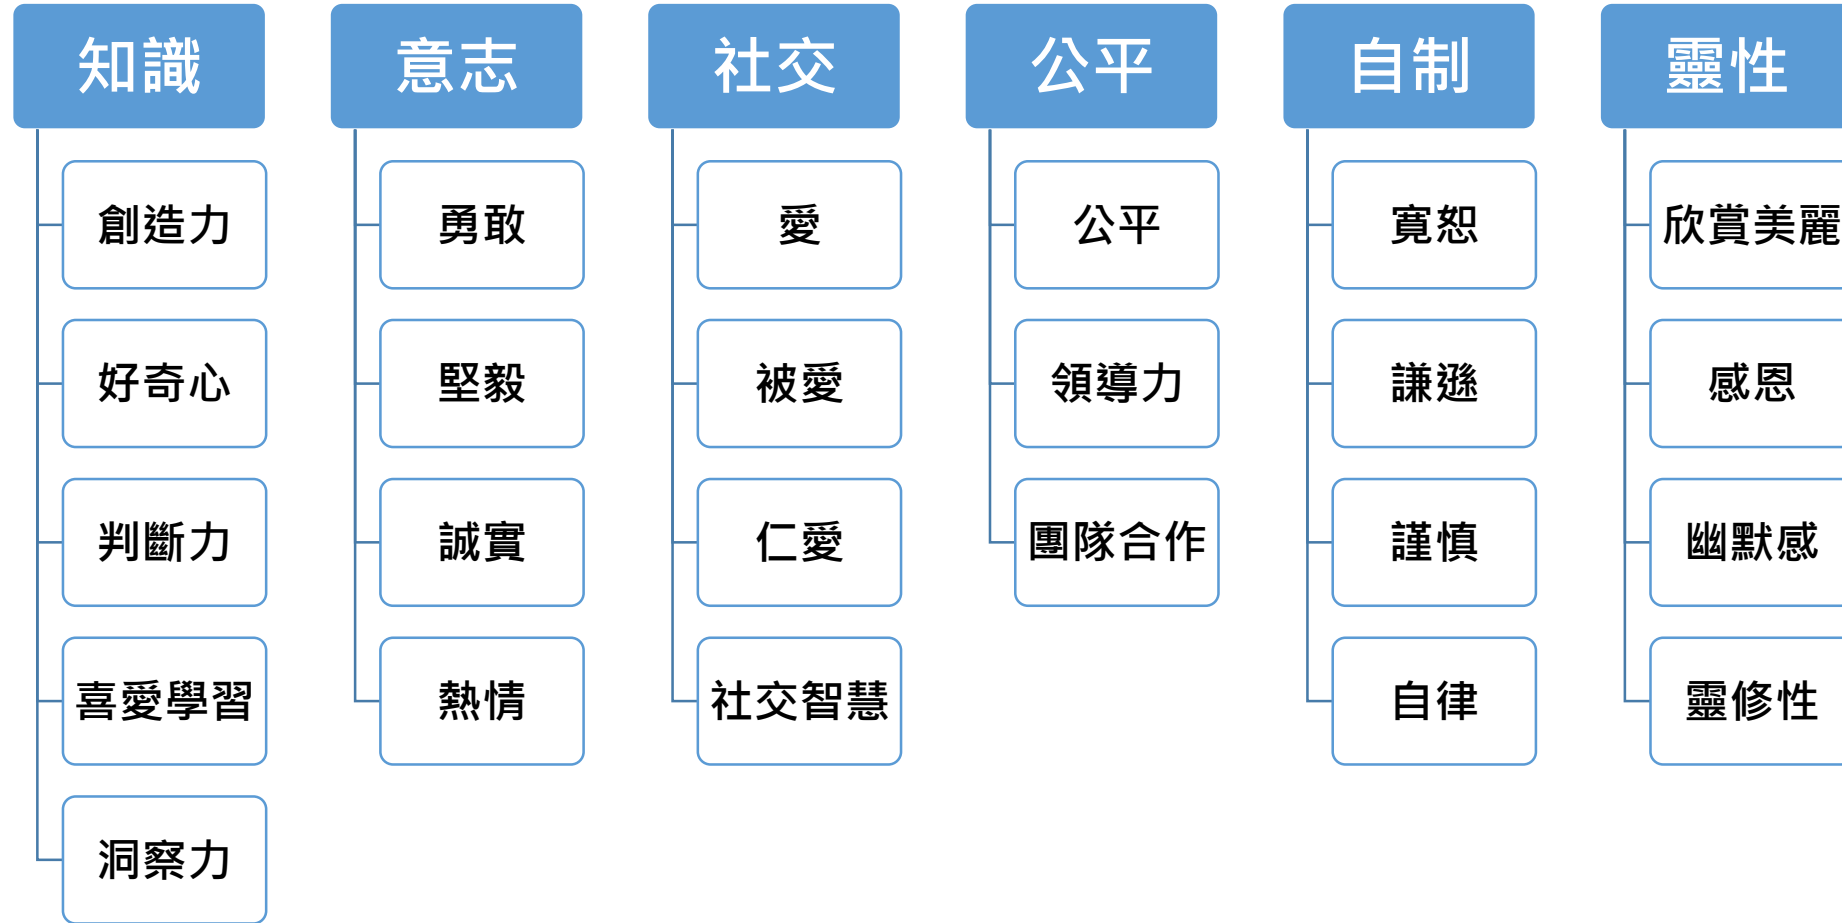 知識
創造力
好奇心
判斷力
喜愛學習
洞察力
意志
勇敢
堅毅
誠實
熱情
社交
愛
被愛
仁愛
社交智慧
公平
公平
領導力
團隊合作
自制
寬恕
謙遜
謹慎
自律
靈性
欣賞美麗
感恩
幽默感
靈修性